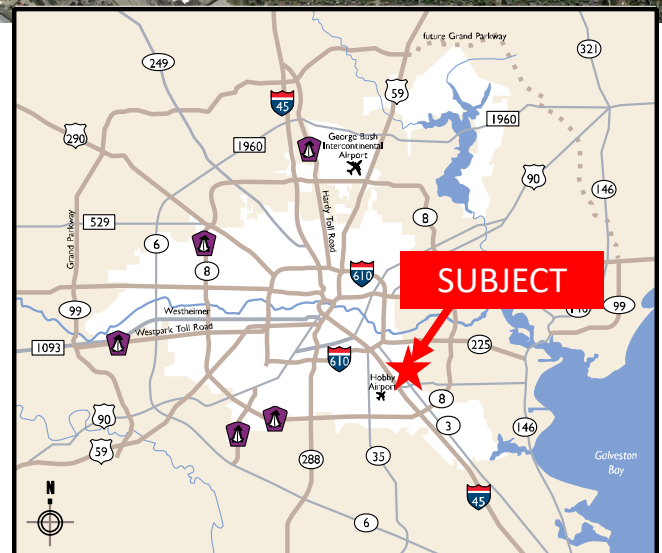 future Grand Parkway
321
249
59
45
290
1960
George Bush
Intercontinental
Airport
1960
90
146
Hardy Toll Road
529
6
Grand Parkway
8
8
610
SUBJECT
99
Westheimer
99
Westpark Toll Road
1093
225
610
Hobby
Airport
8
90
3
146
59
Galveston
Bay
288
35
45
N
6